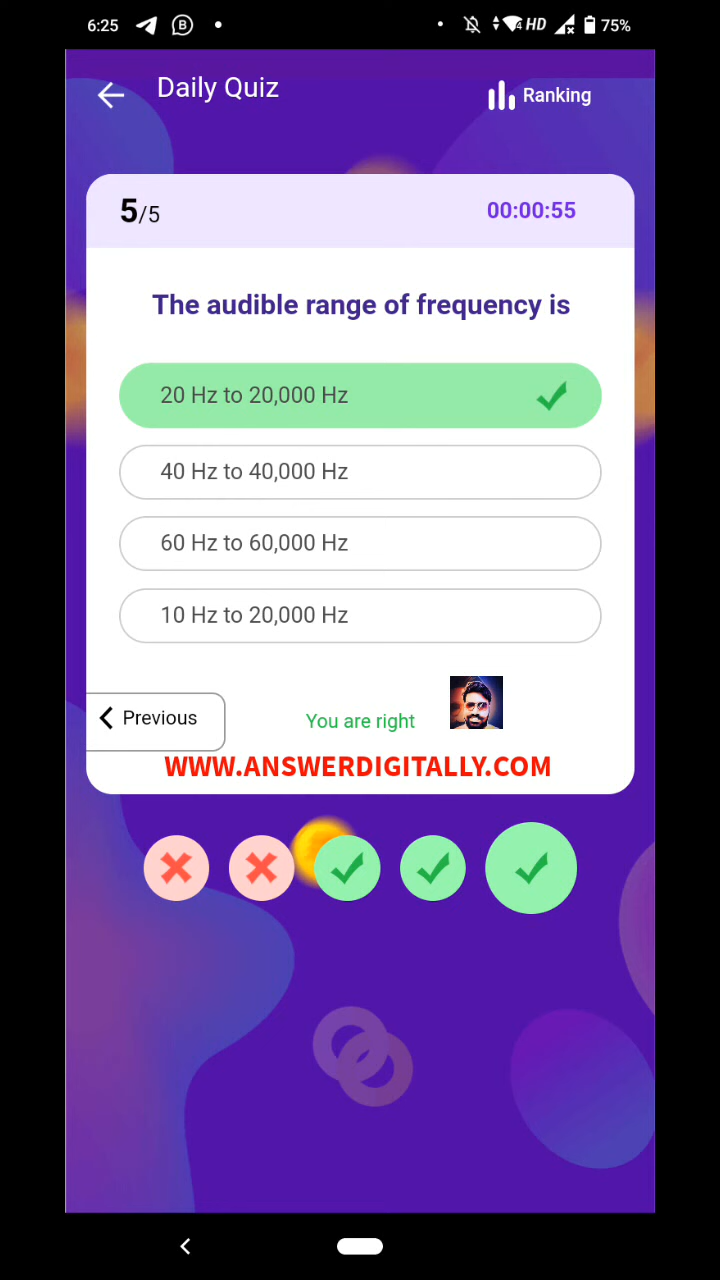 6:25 B HD 75%
Daily Quiz
Ranking
5/5
00:00:55
The audible range of frequency is
20 Hz to 20,000 Hz
40 Hz to 40,000 Hz
60 Hz to 60,000 Hz
10 Hz to 20,000 Hz
Previous
You are right
WWW.ANSWERDIGITALLY.COM